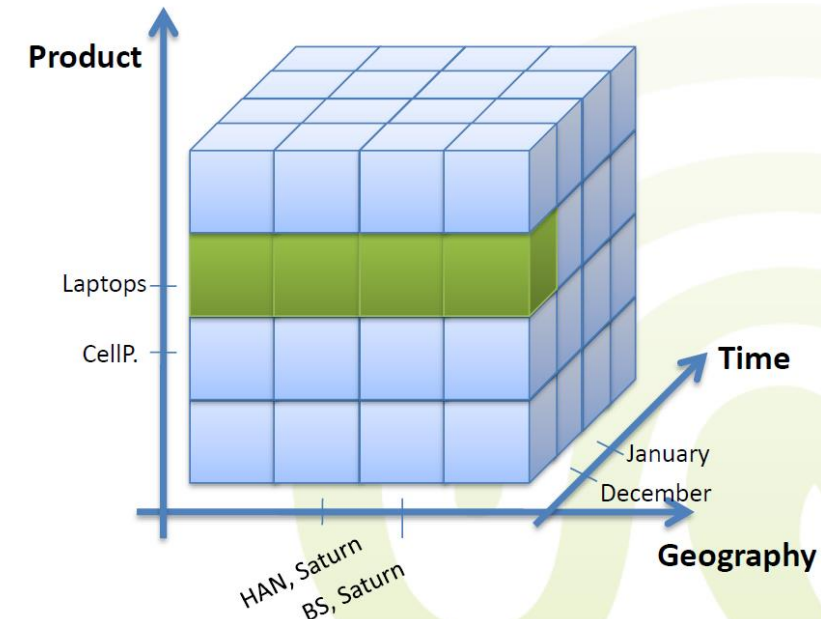 Product
Laptops
CellP.
Time
January
December
HAN, Saturn
BS, Saturn
Geography